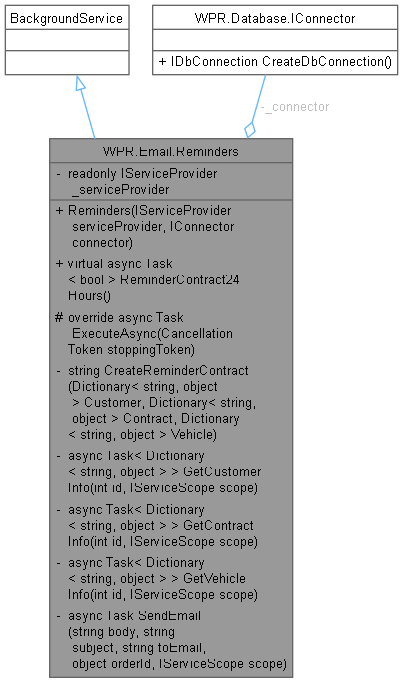 BackgroundService
WPR.Database.IConnector
+ IDbConnection CreateDbConnection()
-_connector
WPR.Email.Reminders
- readonly IServiceProvider
_serviceProvider
+ Reminders(IServiceProvider
serviceProvider, IConnector
connector)
+ virtual async Task
< bool > ReminderContract24
Hours()
# override async Task
ExecuteAsync(Cancellation
Token stoppingToken)
- string CreateReminderContract
(Dictionary< string, object
> Customer, Dictionary< string,
object > Contract, Dictionary
< string, object > Vehicle)
- async Task< Dictionary
< string, object > > GetCustomer
Info(int id, IServiceScope scope)
- async Task< Dictionary
< string, object > > GetContract
Info(int id, IServiceScope scope)
- async Task< Dictionary
< string, object > > GetVehicle
Info(int id, IServiceScope scope)
- async Task SendEmail
(string body, string
subject, string toEmail,
object orderId, IServiceScope scope)